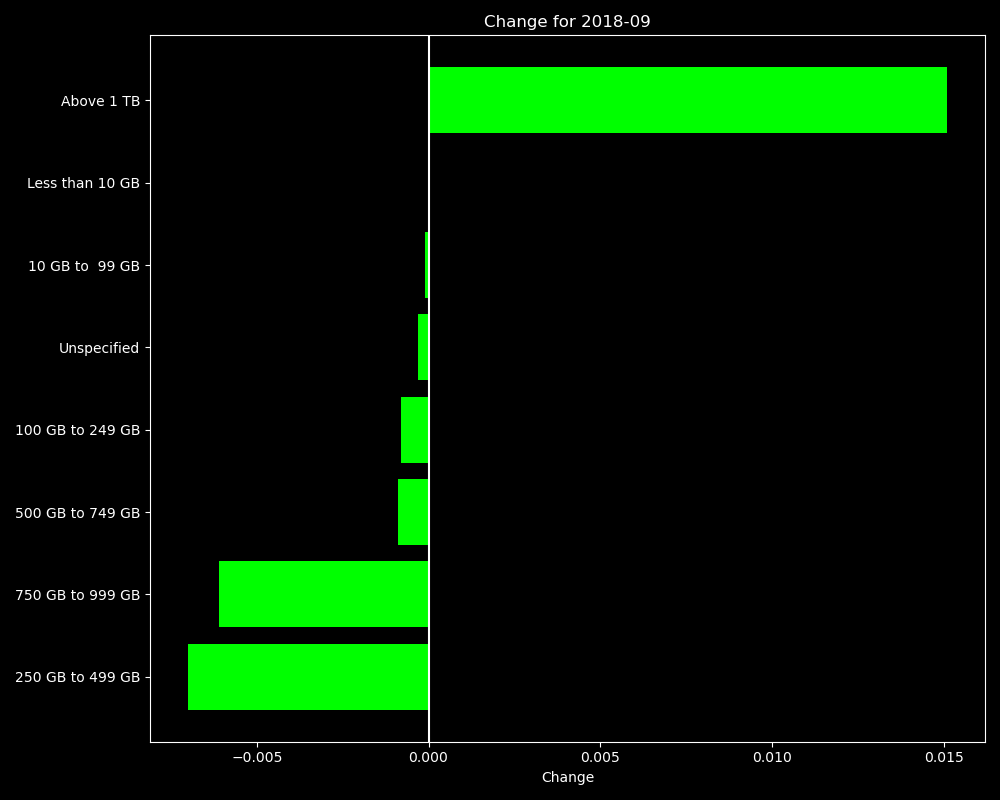 Change for 2018-09
Above 1 TB
Less than 10 GB
10 GB to  99 GB
Unspecified
100 GB to 249 GB
500 GB to 749 GB
750 GB to 999 GB
250 GB to 499 GB
−0.005 0.000 0.005 0.010 0.015
Change